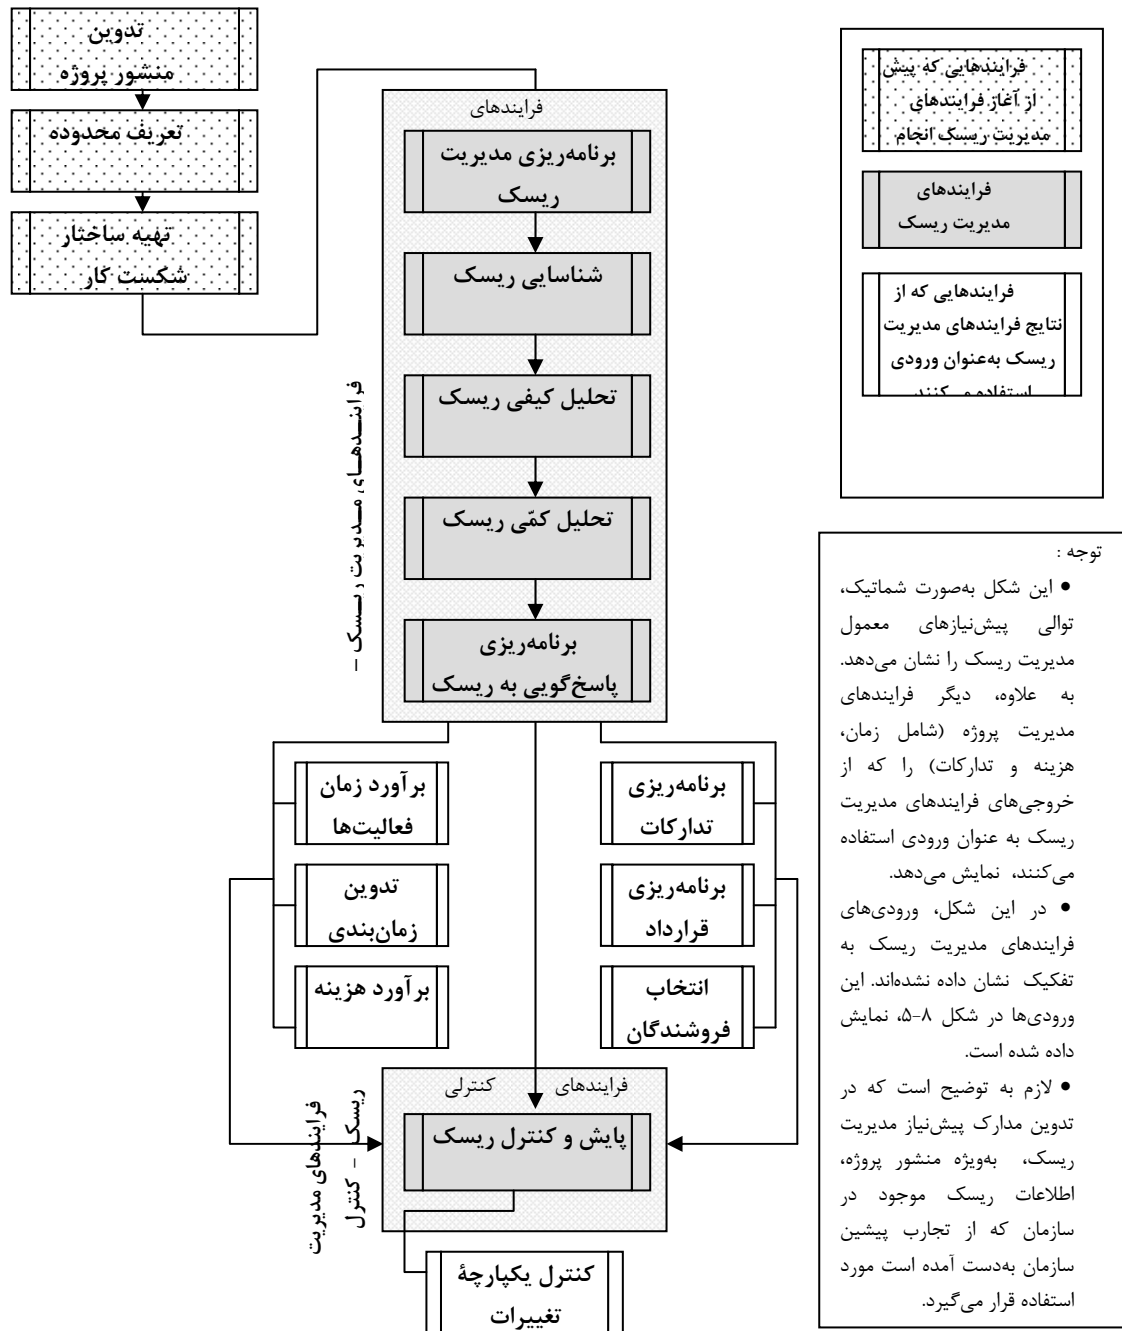 تدوین
منشور پروژه
تعریف محدوده
تهیه ساختار
شکست کار
فرایندهای
برنامه‌ریزی مدیریت
ریسک
شناسایی ریسک
تحلیل کیفی ریسک
تحلیل کمّی ریسک
برنامه‌ریزی
پاسخ‌گویی به ریسک
فراینـدهـای مـدیریت ریـسـک –
برآورد زمان
فعالیت‌ها
تدوین
زمان‌بندی
برآورد هزینه
برنامه‌ریزی
تدارکات
برنامه‌ریزی
قرارداد
انتخاب
فروشندگان
فرایندهای کنترلی
پایش و کنترل ریسک
فرایندهای مدیریت
ریسک - کنترل
کنترل یکپارچهٔ
تغییرات
فرایندهایی که پیش
از آغاز فرایندهای
مدیریت ریسک انجام
فرایندهای
مدیریت ریسک
فرایندهایی که از
نتایج فرایندهای مدیریت
ریسک به‌عنوان ورودی
استفاده می‌کنند
توجه :
• این شکل به‌صورت شماتیک،
توالی پیش‌نیازهای معمول
مدیریت ریسک را نشان می‌دهد.
به علاوه، دیگر فرایندهای
مدیریت پروژه (شامل زمان،
هزینه و تدارکات) را که از
خروجی‌های فرایندهای مدیریت
ریسک به عنوان ورودی استفاده
می‌کنند، نمایش می‌دهد.
• در این شکل، ورودی‌های
فرایندهای مدیریت ریسک به
تفکیک نشان داده نشده‌اند. این
ورودی‌ها در شکل ۸-۵، نمایش
داده شده است.
• لازم به توضیح است که در
تدوین مدارک پیش‌نیاز مدیریت
ریسک، به‌ویژه منشور پروژه،
اطلاعات ریسک موجود در
سازمان که از تجارب پیشین
سازمان به‌دست آمده است مورد
استفاده قرار می‌گیرد.